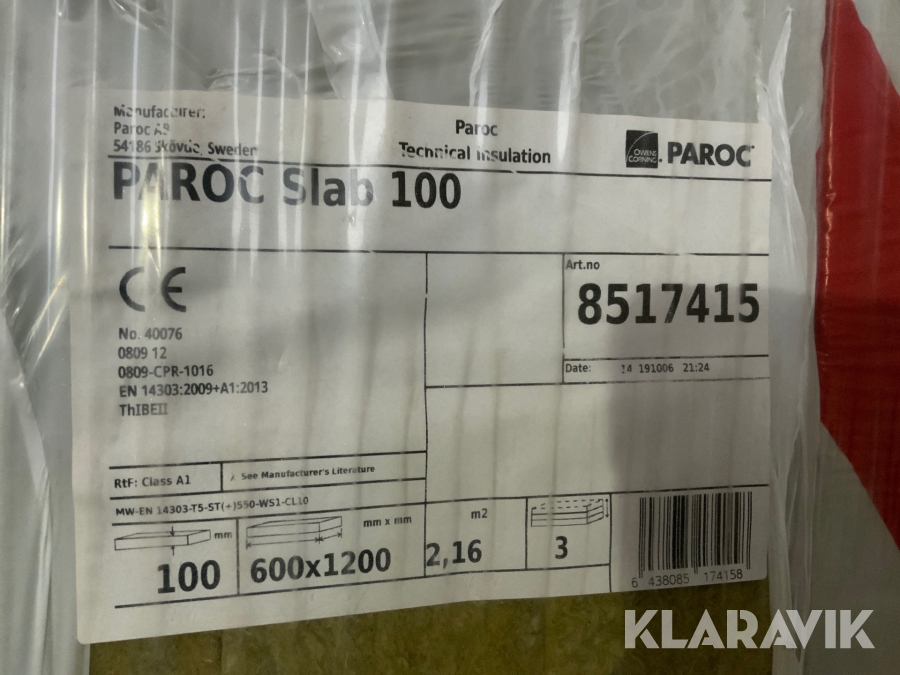 Manufacturer:
Paroc AB
54186 Skövde, Sweden
Paroc
Technical Insulation
OWENS
CORNING
PAROC
PAROC Slab 100
CE
No. 40076
0809 12
0809-CPR-1016
EN 14303:2009+A1:2013
ThIBEII
Art.no
8517415
Date: 14 191006 21:24
RtF: Class A1
See Manufacturer's Literature
MW-EN 14303-T5-ST(+)550-WS1-CL10
mm
100
mm x mm
600x1200
m2
2,16
3
6 438085 174158
KLARAVIK